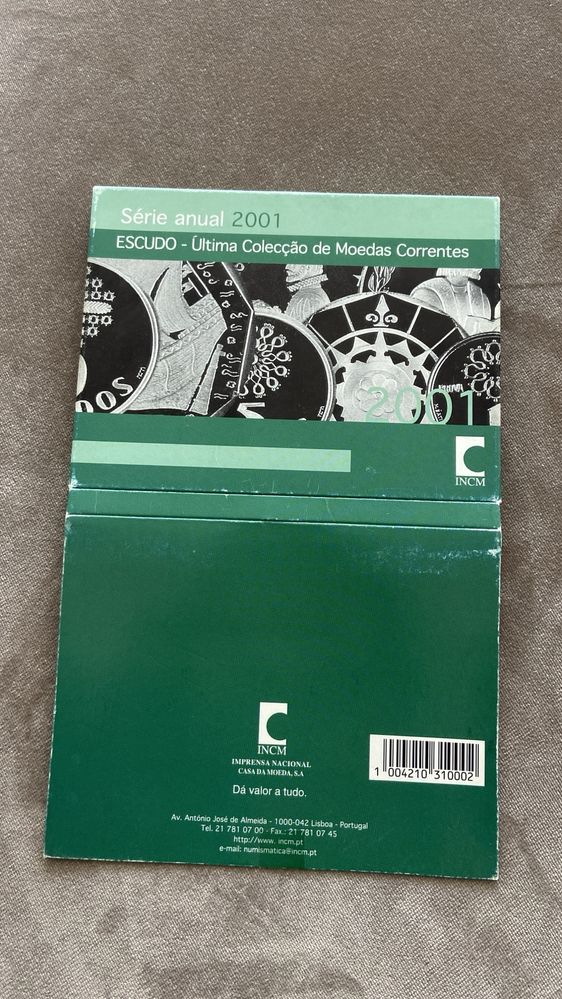 Série anual 2001
ESCUDO - Última Colecção de Moedas Correntes
OO
2001
INCM
INCM
IMPRENSA NACIONAL
CASA DA MOEDA, S.A
Dá valor a tudo.
1 004210 310002
Av. António José de Almeida - 1000-042 Lisboa - Portugal
Tel. 21 781 07 00 - Fax.: 21 781 07 45
http://www. incm.pt
e-mail: numismatica@incm.pt